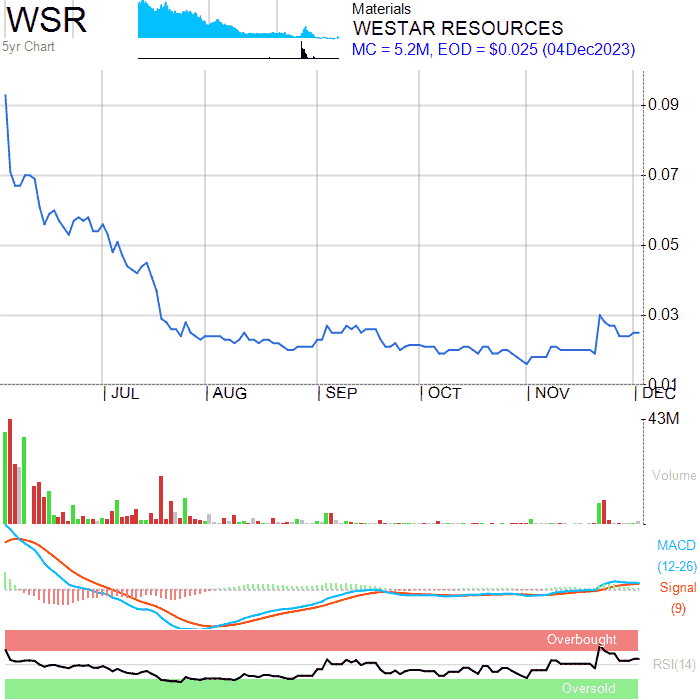 WSR
5yr Chart
Materials
WESTAR RESOURCES
MC = 5.2M, EOD = $0.025 (04Dec2023)
0.09
0.07
0.05
0.03
0.01
JUL AUG SEP OCT NOV DEC
43M
Volume
MACD
(12-26)
Signal
(9)
Overbought
RSI(14)
Oversold